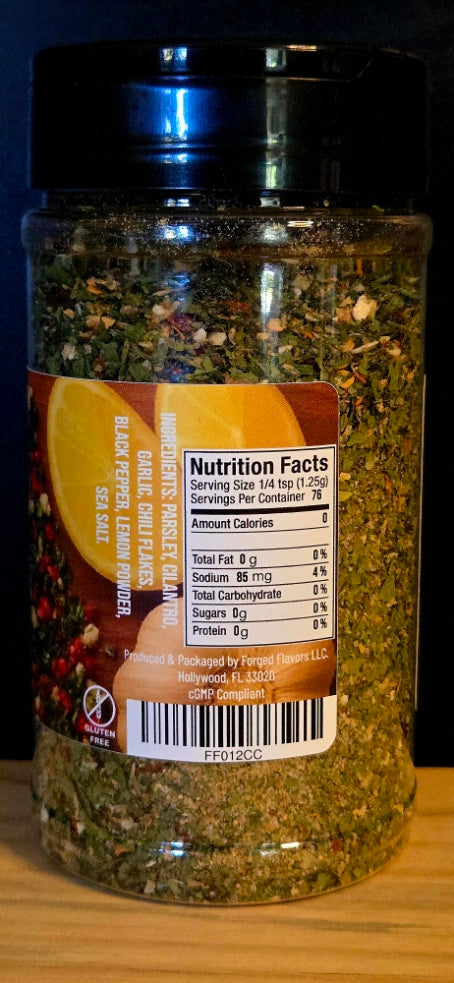 INGREDIENTS: PARSLEY, CILANTRO,
GARLIC, CHILI FLAKES,
BLACK PEPPER, LEMON POWDER,
SEA SALT
Nutrition Facts
Serving Size 1/4 tsp (1.25g)
Servings Per Container 76
Amount Calories 0
Total Fat 0 g 0%
Sodium 85 mg 4%
Total Carbohydrate 0%
Sugars 0g 0%
Protein 0g 0%
Produced & Packaged by Forged Flavors LLC.
Hollywood, FL 33020
cGMP Compliant
GLUTEN
FREE
FF012CC